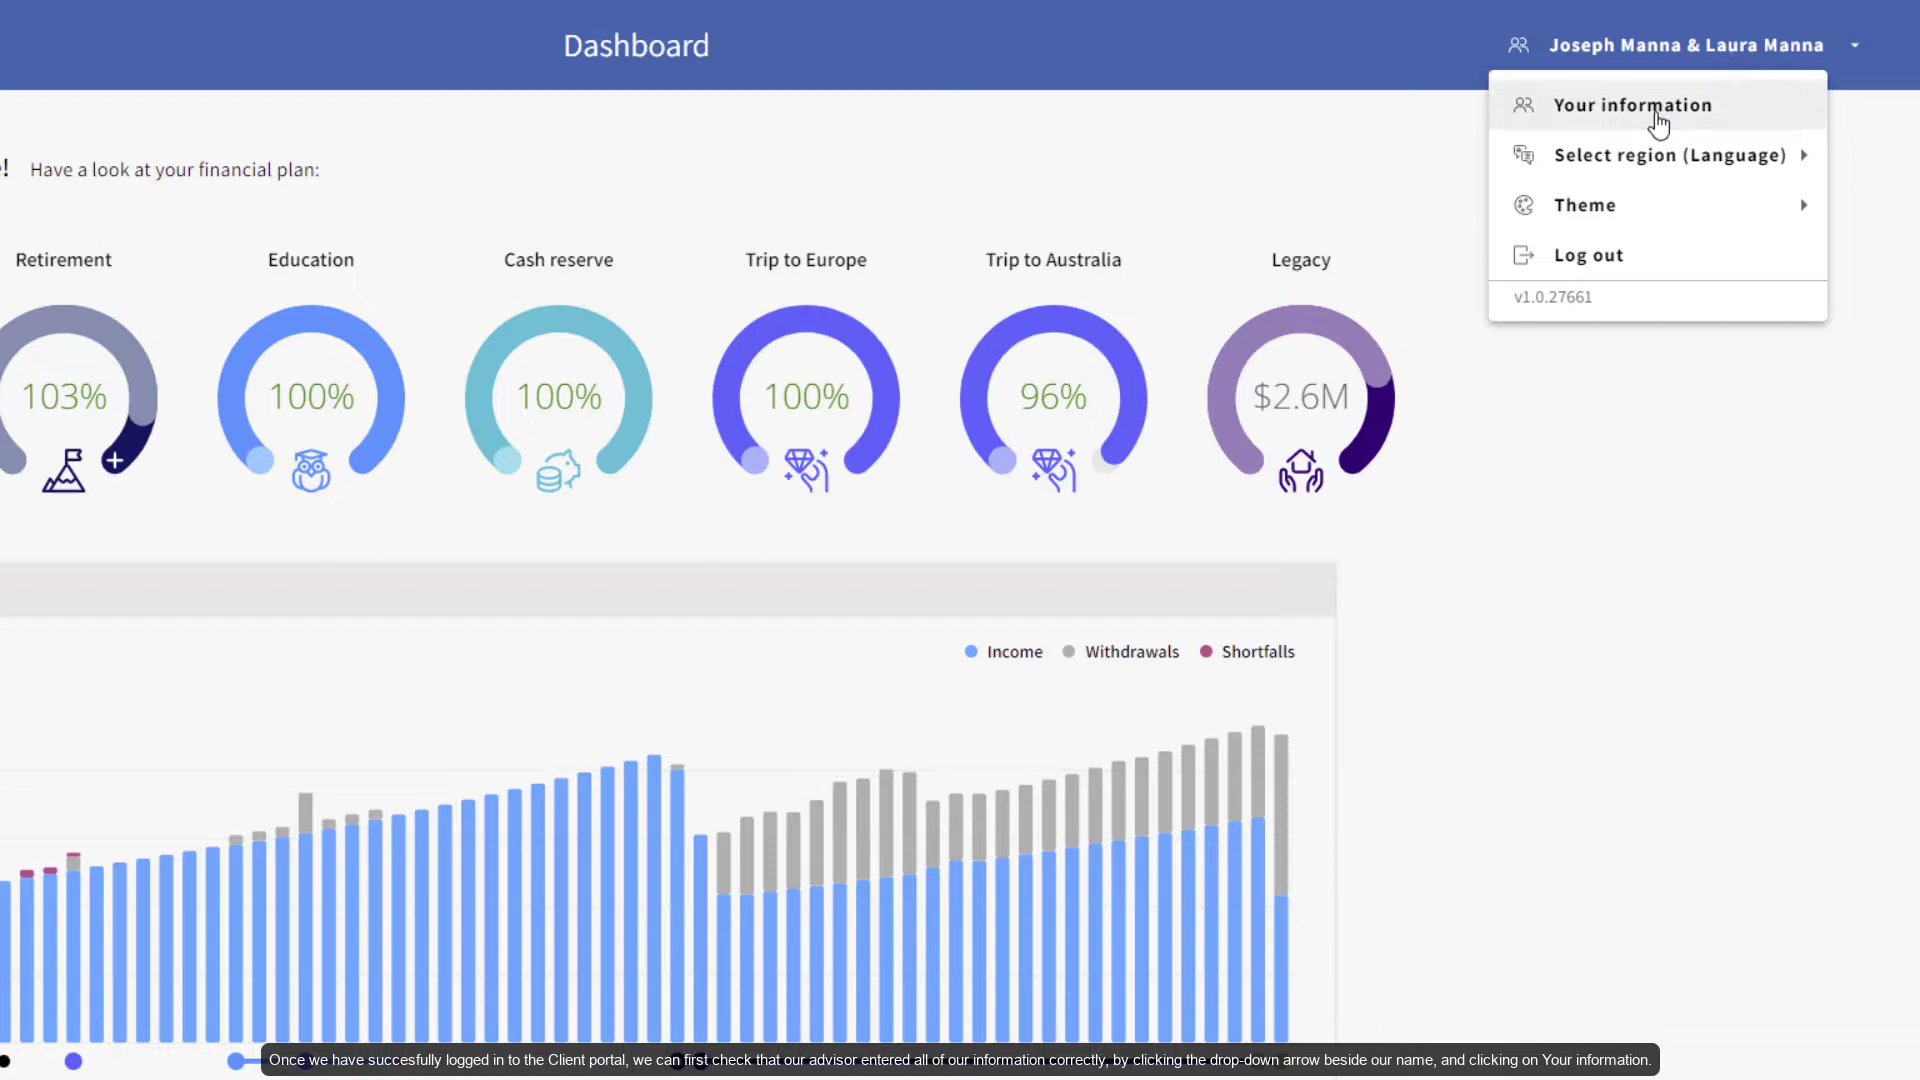 Dashboard
Joseph Manna & Laura Manna
Your information
Select region (Language)
Theme
Log out
v1.0.27661
! Have a look at your financial plan:
Retirement
Education
Cash reserve
Trip to Europe
Trip to Australia
Legacy
103%
100%
100%
100%
96%
$2.6M
Income
Withdrawals
Shortfalls
Once we have succesfully logged in to the Client portal, we can first check that our advisor entered all of our information correctly, by clicking the drop-down arrow beside our name, and clicking on Your information.